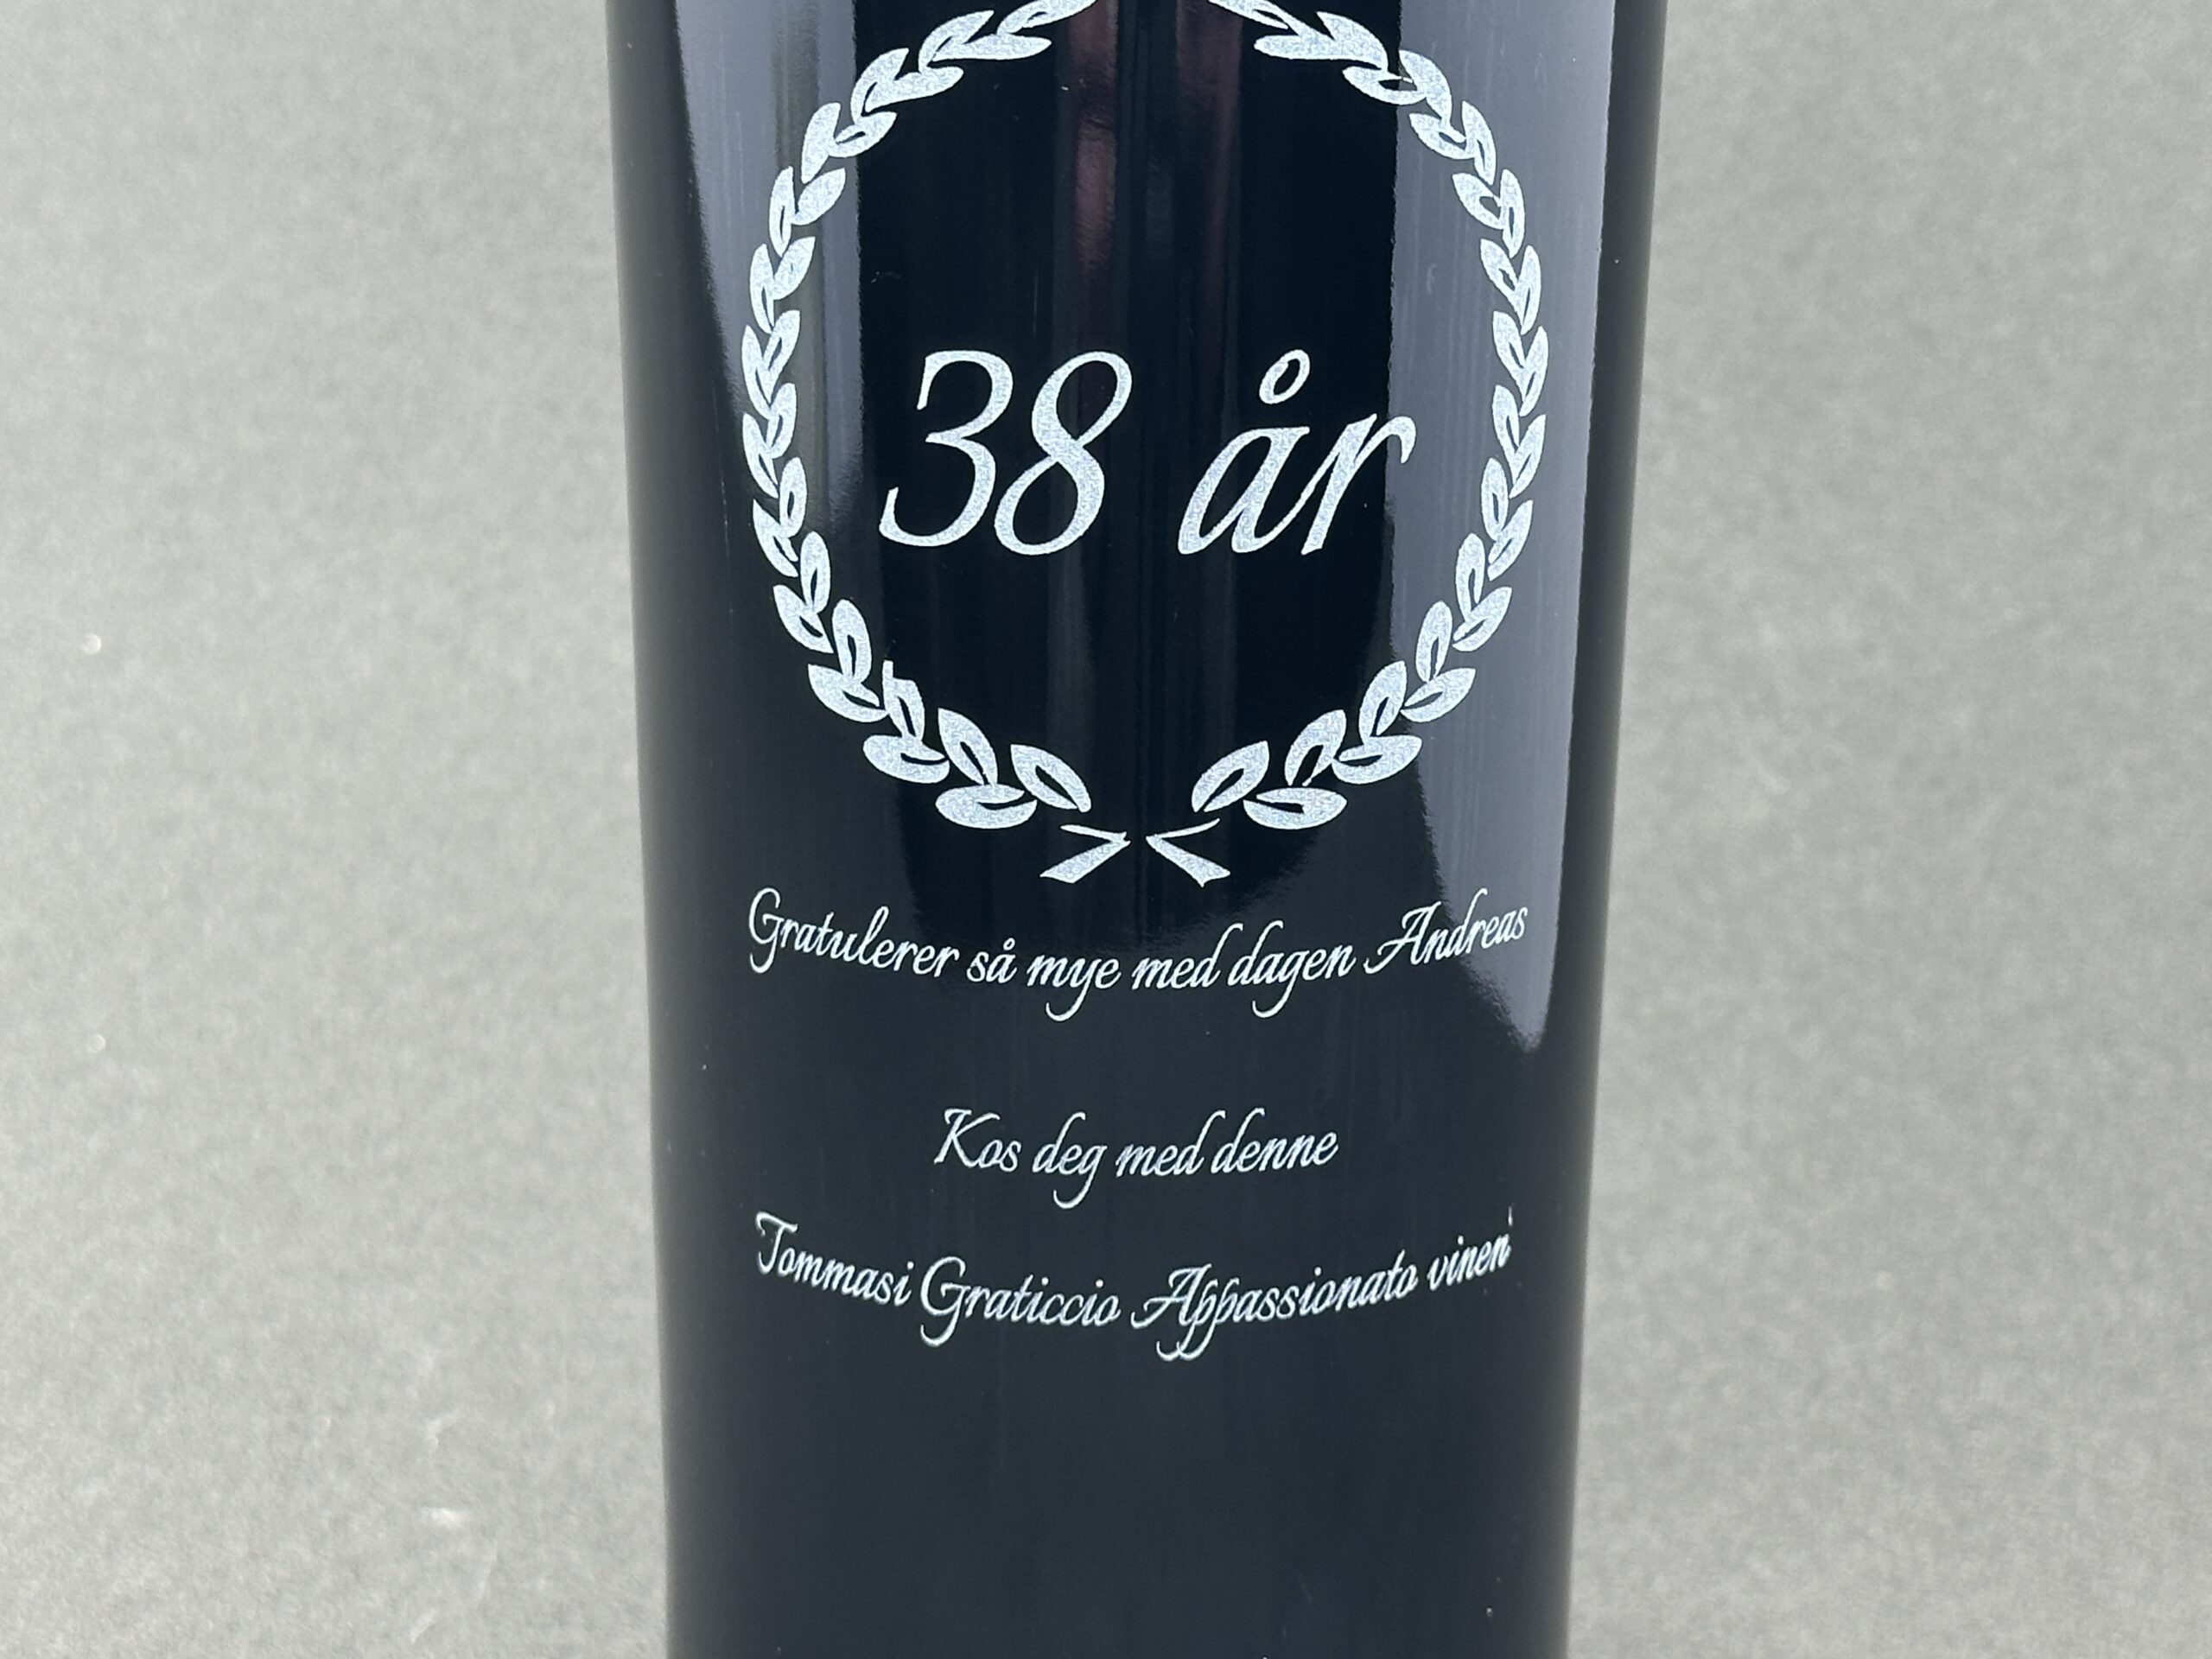 38 år
Gratulerer så mye med dagen Andreas
Kos deg med denne
Tommasi Graticcio Appassionato vinen